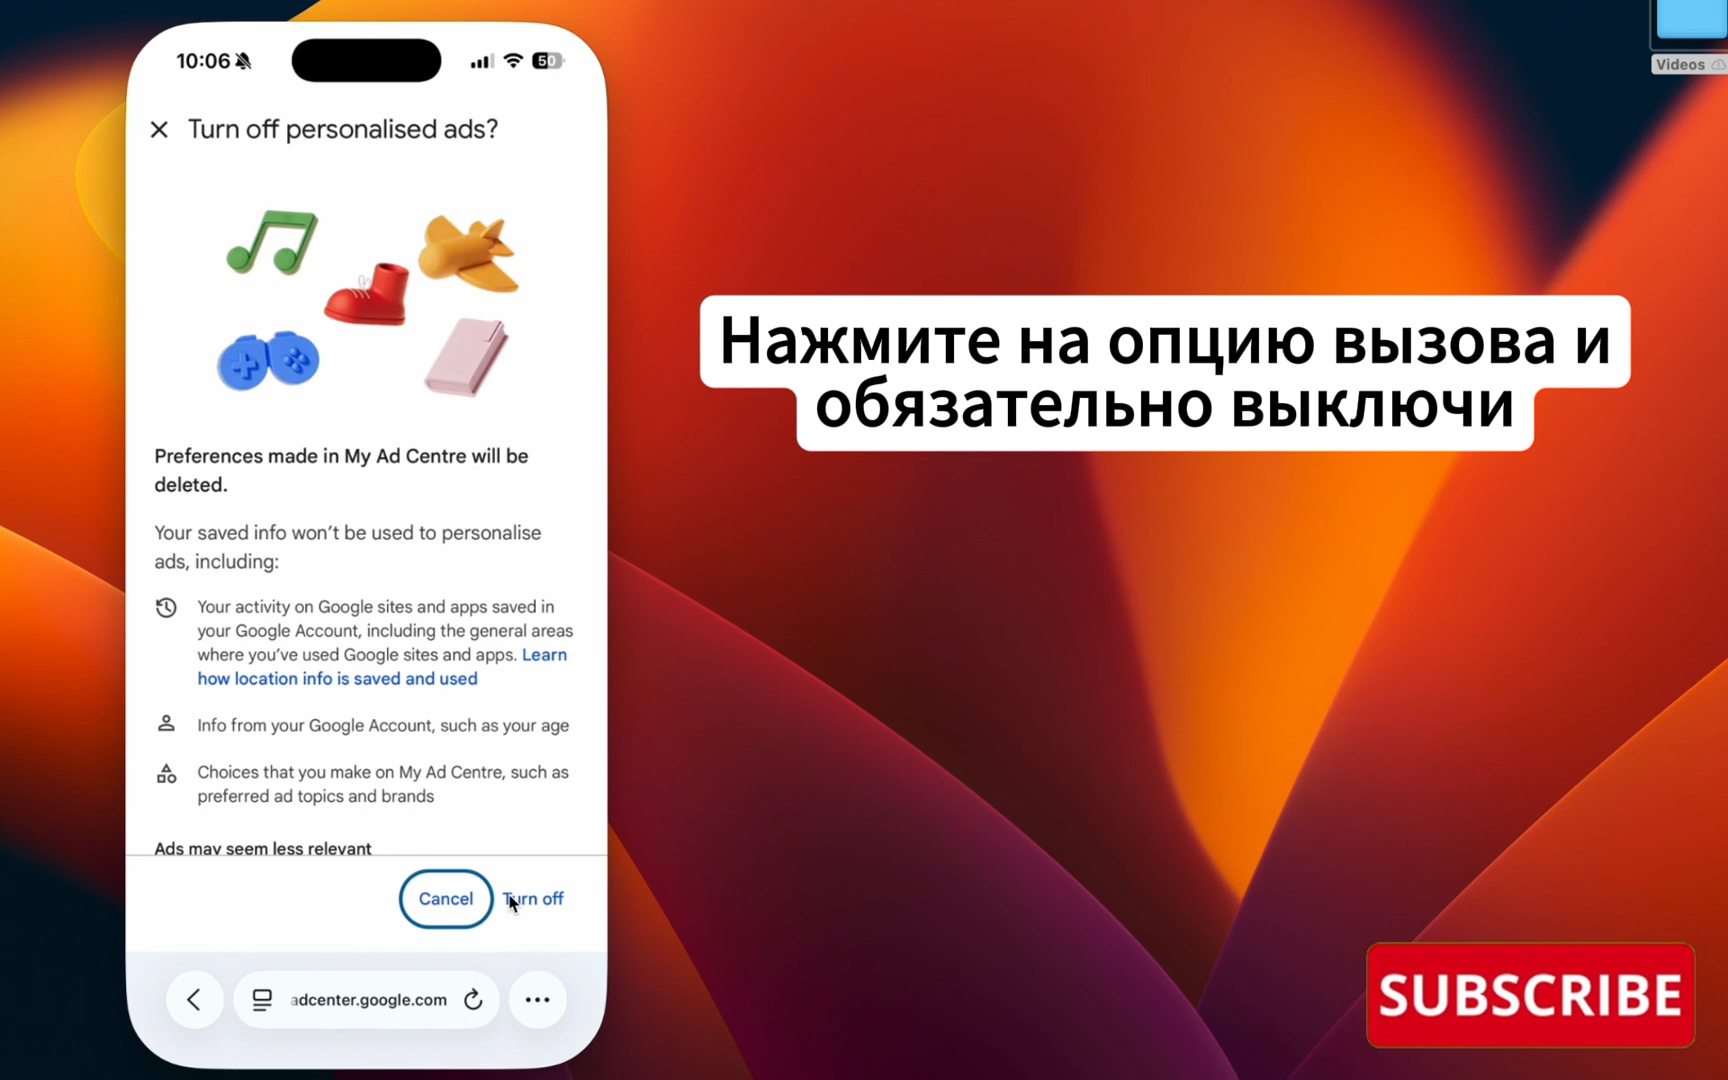 10:06
50
Videos
Turn off personalised ads?
Нажмите на опцию вызова и
обязательно выключи
Preferences made in My Ad Centre will be
deleted.
Your saved info won’t be used to personalise
ads, including:
Your activity on Google sites and apps saved in
your Google Account, including the general areas
where you’ve used Google sites and apps. Learn
how location info is saved and used
Info from your Google Account, such as your age
Choices that you make on My Ad Centre, such as
preferred ad topics and brands
Ads may seem less relevant
Cancel
Turn off
adcenter.google.com
SUBSCRIBE